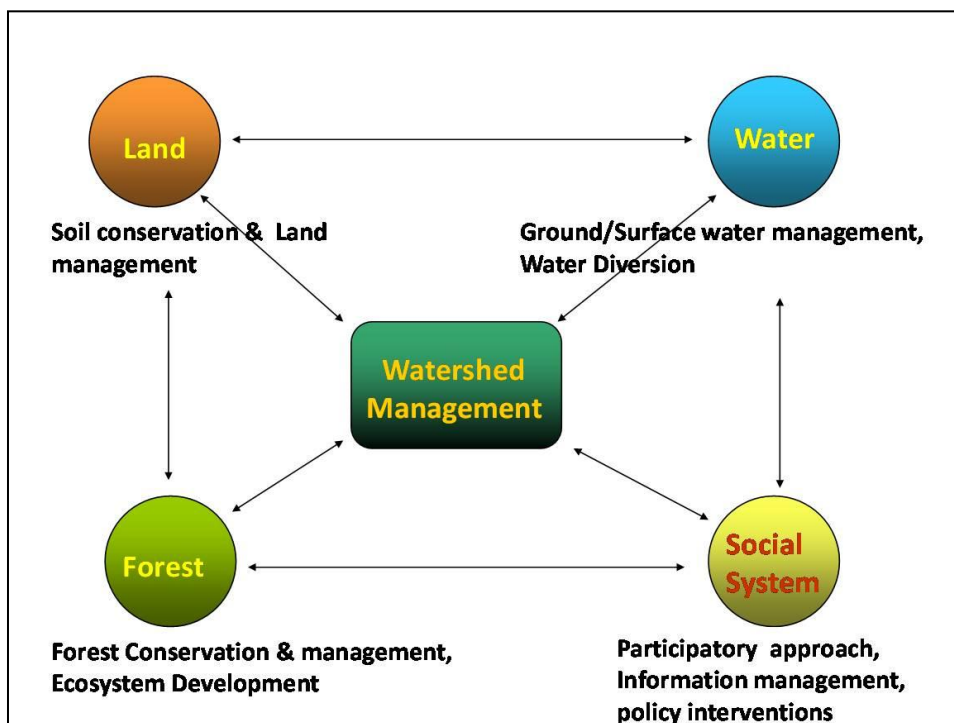 Land
Water
Soil conservation & Land
management
Ground/Surface water management,
Water Diversion
Watershed
Management
Forest
Social
System
Forest Conservation & management,
Ecosystem Development
Participatory approach,
Information management,
policy interventions